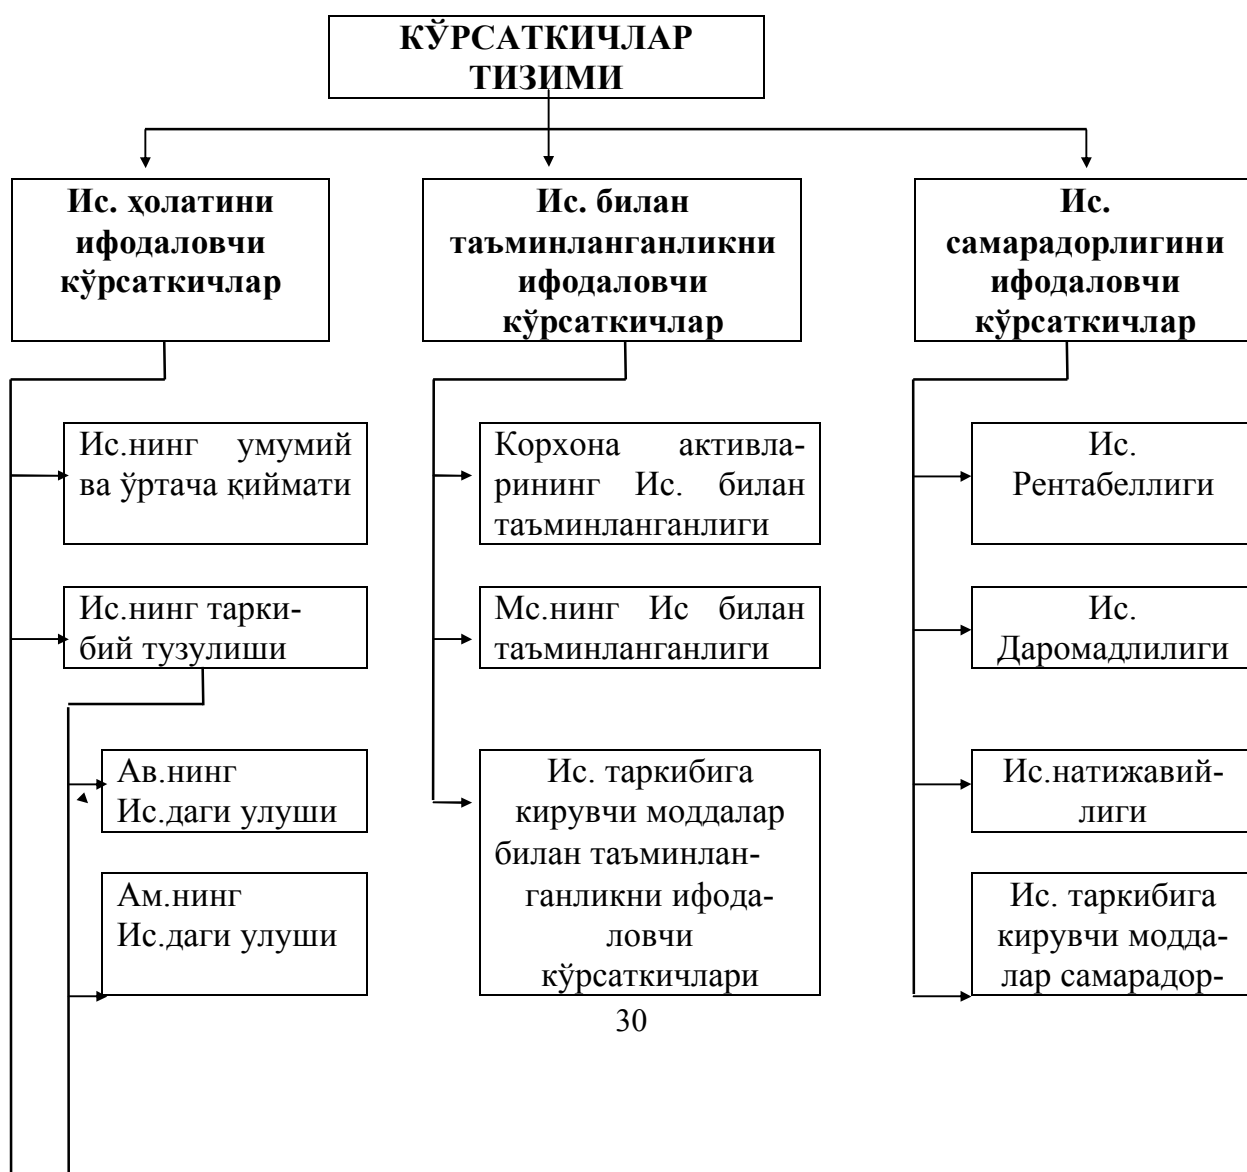 КЎРСАТКИЧЛАР
ТИЗИМИ
Ис. ҳолатини
ифодаловчи
кўрсаткичлар
Ис. билан
таъминланганликни
ифодаловчи
кўрсаткичлар
Ис.
самарадорлигини
ифодаловчи
кўрсаткичлар
Ис.нинг умумий
ва ўртача қиймати
Ис.нинг тарки-
бий тузулиши
Ав.нинг
Ис.даги улуши
Ам.нинг
Ис.даги улуши
Корхона активла-
рининг Ис. билан
таъминланганлиги
Мс.нинг Ис билан
таъминланганлиги
Ис. таркибига
кирувчи моддалар
билан таъминлан-
ганликни ифода-
ловчи
кўрсаткичлари
Ис.
Рентабеллиги
Ис.
Даромадлилиги
Ис.натижавий-
лиги
Ис. таркибига
кирувчи модда-
лар самарадор-
30